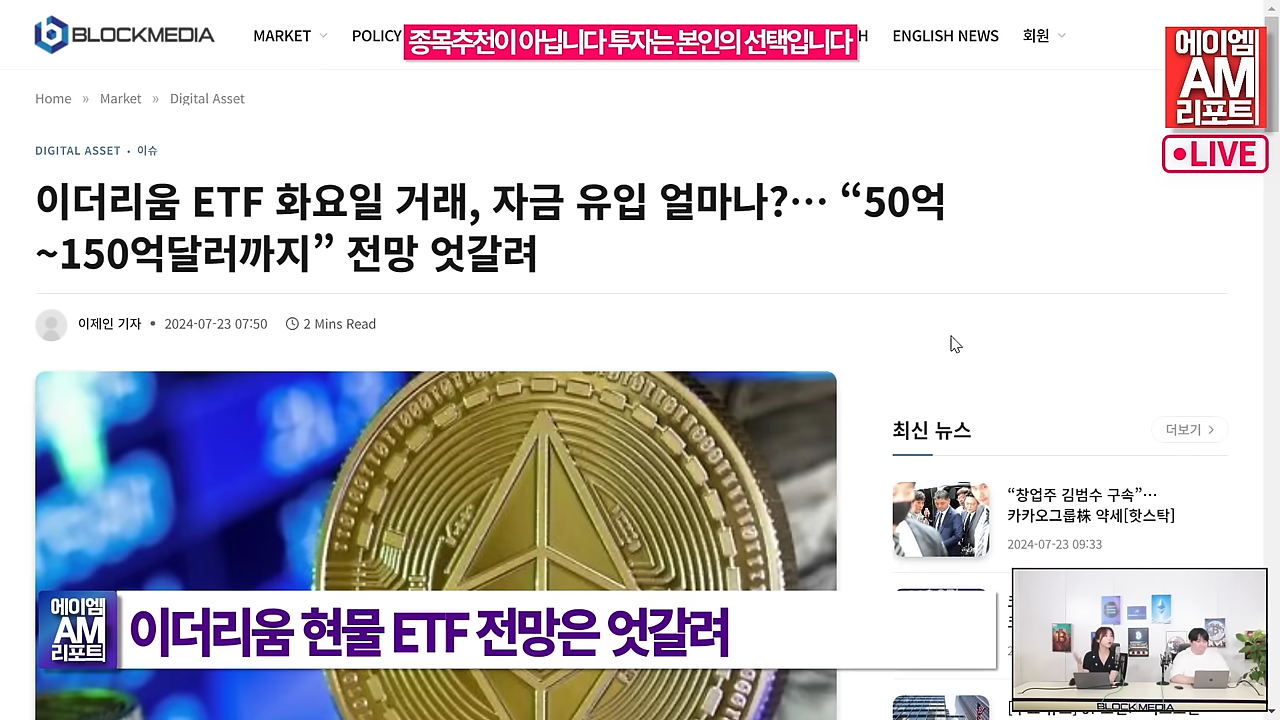 BLOCKMEDIA
MARKET
POLICY
종목추천이 아닙니다 투자는 본인의 선택입니다
H
ENGLISH NEWS
회원
에이엠
AM
리포트
LIVE
Home » Market » Digital Asset
DIGITAL ASSET • 이슈
이더리움 ETF 화요일 거래, 자금 유입 얼마나?… “50억
~150억달러까지” 전망 엇갈려
이제인 기자 • 2024-07-23 07:50 2 Mins Read
최신 뉴스
더보기
“창업주 김범수 구속”…
카카오그룹株 약세[핫스탁]
2024-07-23 09:33
에이엠
AM
리포트
이더리움 현물 ETF 전망은 엇갈려
BLOCKMEDIA